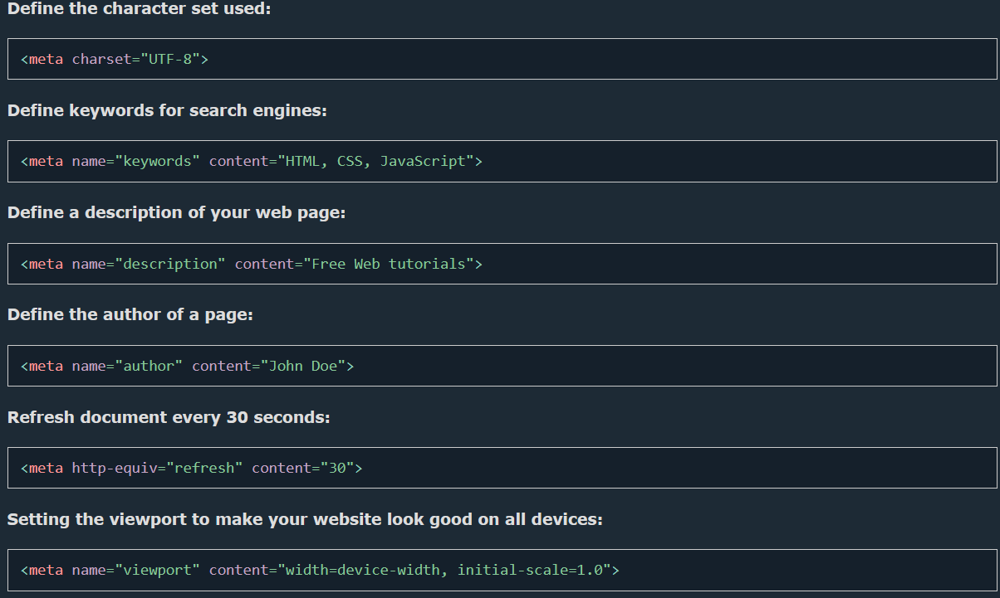 Define the character set used:
<meta charset="UTF-8">
Define keywords for search engines:
<meta name="keywords" content="HTML, CSS, JavaScript">
Define a description of your web page:
<meta name="description" content="Free Web tutorials">
Define the author of a page:
<meta name="author" content="John Doe">
Refresh document every 30 seconds:
<meta http-equiv="refresh" content="30">
Setting the viewport to make your website look good on all devices:
<meta name="viewport" content="width=device-width, initial-scale=1.0">